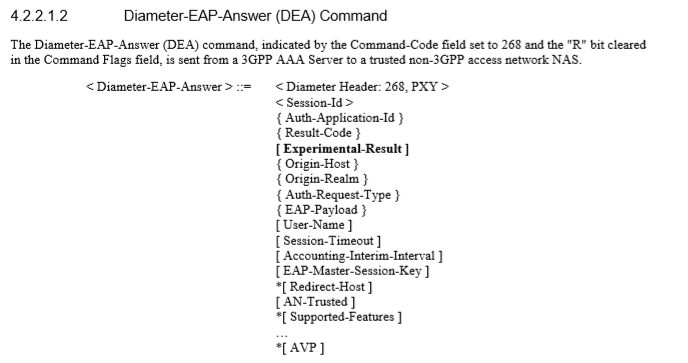 4.2.2.1.2 Diameter-EAP-Answer (DEA) Command
The Diameter-EAP-Answer (DEA) command, indicated by the Command-Code field set to 268 and the "R" bit cleared
in the Command Flags field, is sent from a 3GPP AAA Server to a trusted non-3GPP access network NAS.
< Diameter-EAP-Answer > ::= < Diameter Header: 268, PXY >
< Session-Id >
{ Auth-Application-Id }
{ Result-Code }
[ Experimental-Result ]
{ Origin-Host }
{ Origin-Realm }
{ Auth-Request-Type }
{ EAP-Payload }
[ User-Name ]
[ Session-Timeout ]
[ Accounting-Interim-Interval ]
[ EAP-Master-Session-Key ]
*[ Redirect-Host ]
[ AN-Trusted ]
*[ Supported-Features ]
...
*[ AVP ]